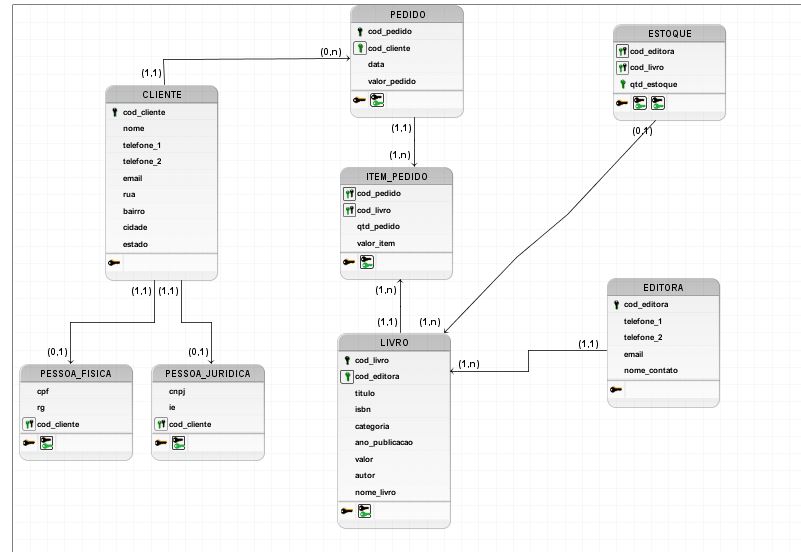 PEDIDO
cod_pedido
cod_cliente
data
valor_pedido
ESTOQUE
cod_editora
cod_livro
qtd_estoque
(0,n)
(1,1)
CLIENTE
cod_cliente
nome
telefone_1
telefone_2
email
rua
bairro
cidade
estado
(1,1)
(1,n)
(0,1)
ITEM_PEDIDO
cod_pedido
cod_livro
qtd_pedido
valor_item
(1,1)
(1,1)
(1,n)
(1,1)
(1,n)
EDITORA
cod_editora
telefone_1
telefone_2
email
nome_contato
(0,1)
(0,1)
(1,1)
(1,n)
PESSOA_FISICA
cpf
rg
cod_cliente
PESSOA_JURIDICA
cnpj
ie
cod_cliente
LIVRO
cod_livro
cod_editora
titulo
isbn
categoria
ano_publicacao
valor
autor
nome_livro